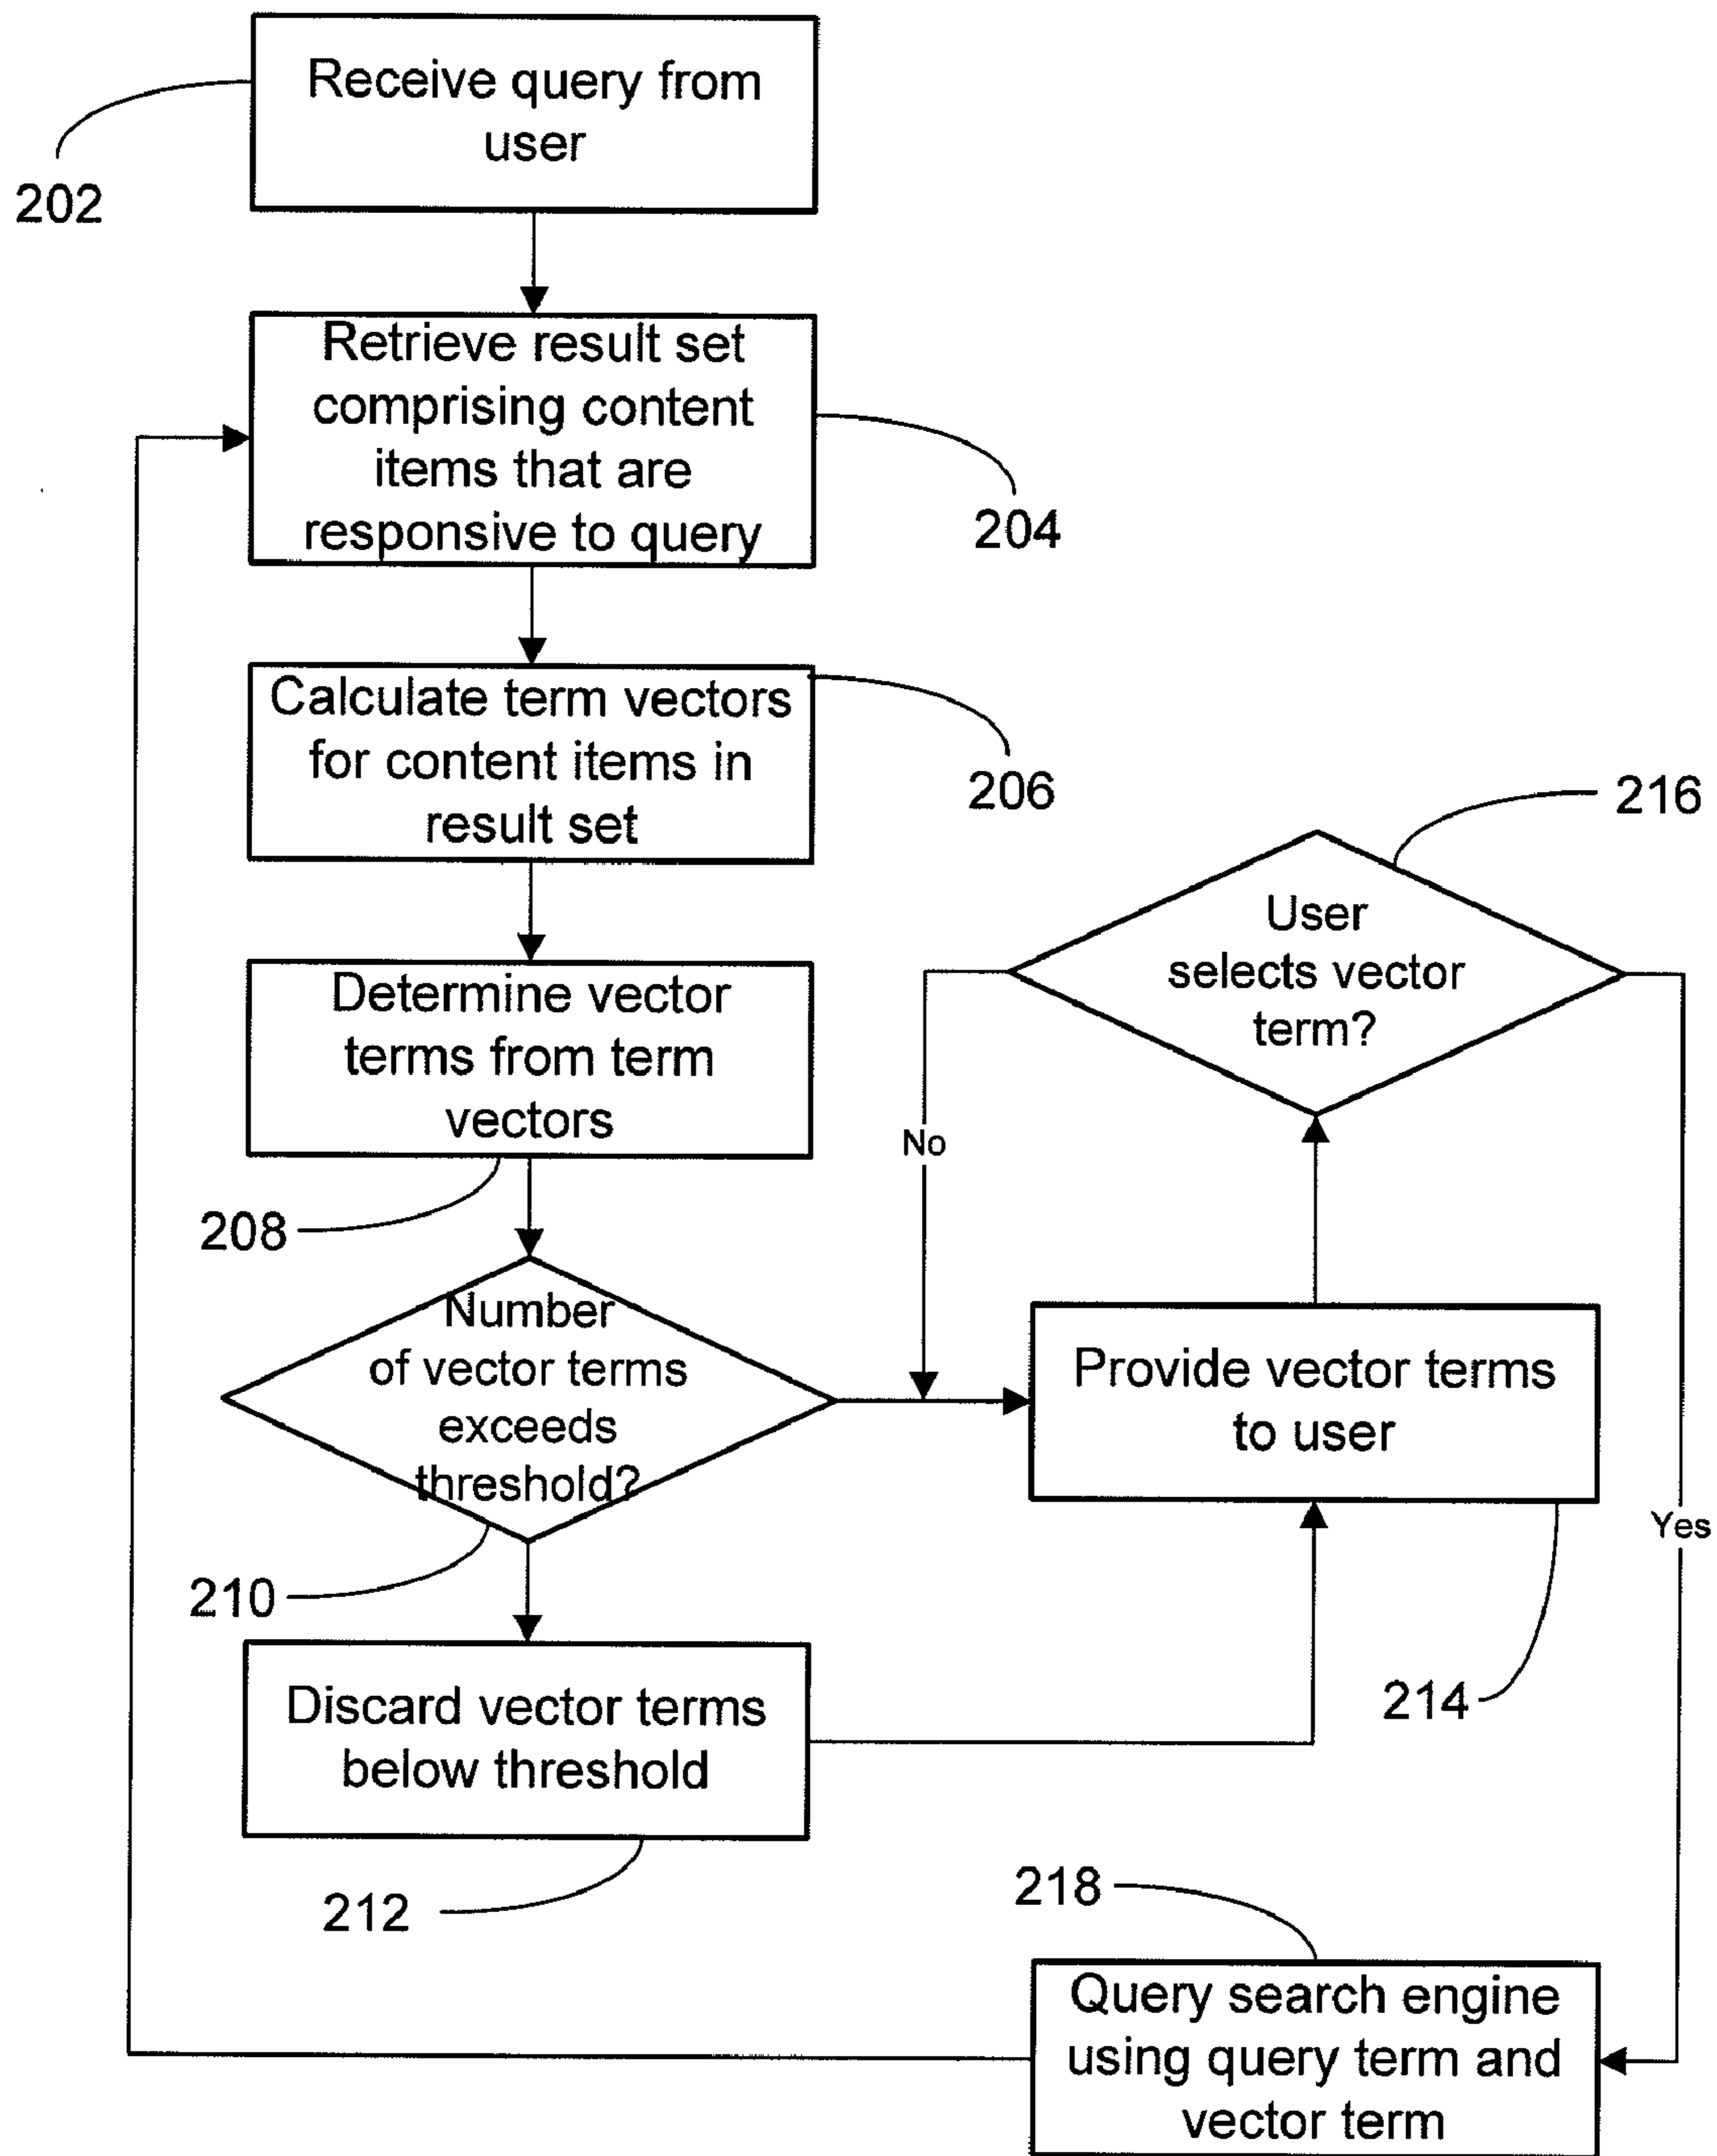 Receive query from
user
202
Retrieve result set
comprising content
items that are
responsive to query
204
Calculate term vectors
for content items in
result set
206
216
User
selects vector
term?
Determine vector
terms from term
vectors
No
208
Number
of vector terms
exceeds
threshold?
Provide vector terms
to user
Yes
210
214
Discard vector terms
below threshold
212
218
Query search engine
using query term and
vector term